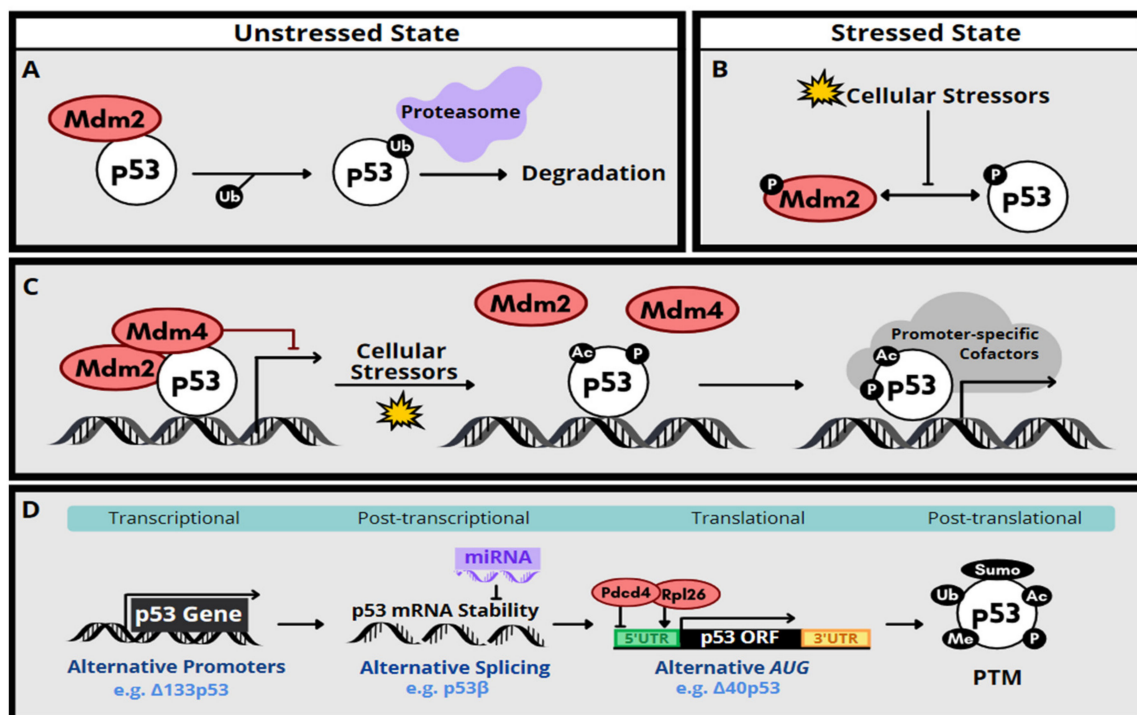 Unstressed State
A
Mdm2
p53
Ub
p53
Ub
Proteasome
Degradation
Stressed State
B
Cellular Stressors
P
Mdm2
P
p53
C
Mdm4
Mdm2
p53
Cellular
Stressors
Mdm2
Mdm4
Ac
P
p53
Promoter-specific
Cofactors
Ac
P
p53
D
Transcriptional
Post-transcriptional
Translational
Post-translational
p53 Gene
Alternative Promoters
e.g. Δ133p53
miRNA
p53 mRNA Stability
Alternative Splicing
e.g. p53β
Pdcd4
Rpl26
5'UTR
p53 ORF
3'UTR
Alternative AUG
e.g. Δ40p53
Sumo
Ub
Ac
p53
Me
P
PTM